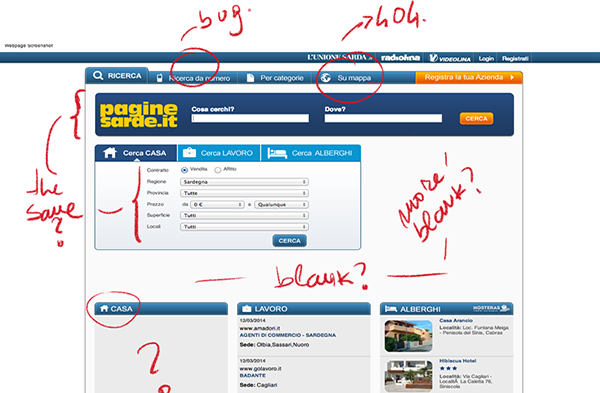 bug.
404.
Webpage Screenshot
L'UNIONE SARDA
radiolina
VIDEOLINA
Login
Registrati
RICERCA
Ricerca da numero
Per categorie
Su mappa
Registra la tua Azienda
pagine
sarde.it
Cosa cerchi?
Dove?
CERCA
Cerca CASA
Cerca LAVORO
Cerca ALBERGHI
Contratto Vendita Affitto
Regione Sardegna
Provincia Tutte
Prezzo da 0 € a Qualunque
Superficie Tutti
Locali Tutti
CERCA
the
same
?
more!
blank?
blank?
CASA
?
LAVORO
12/03/2014
www.amadori.it
AGENTI DI COMMERCIO - SARDEGNA
Sede: Olbia,Sassari,Nuoro
12/03/2014
www.golavoro.it
BADANTE
Sede: Cagliari
ALBERGHI
HOSTERAS
Casa Arancio
Località: Loc. Funtana Meiga
- Penisola del Sinis, Cabras
Hibiscus Hotel
Località: Via Cagliari -
LocalitÃ La Caletta 76,
Siniscola